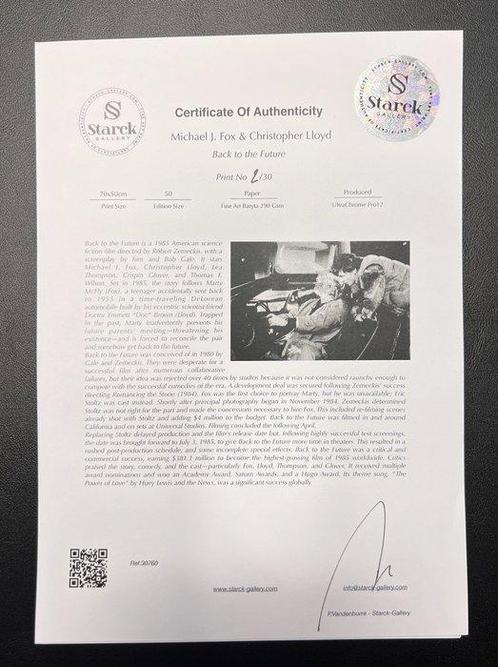 Starck
GALLERY
Starck
GALLERY
Certificate Of Authenticity
Michael J. Fox & Christopher Lloyd
Back to the Future
Print No 2/30
70x50cm
Print Size
50
Edition Size
Paper
Fine Art Baryta 290 Gsm
Produced
UltraChrome Pro12
Back to the Future is a 1985 American science
fiction film directed by Robert Zemeckis, with a
screenplay by him and Bob Gale. It stars
Michael J. Fox, Christopher Lloyd, Lea
Thompson, Crispin Glover, and Thomas F.
Wilson. Set in 1985, the story follows Marty
McFly (Fox), a teenager accidentally sent back
to 1955 in a time-traveling DeLorean
automobile built by his eccentric scientist friend
Doctor Emmett "Doc" Brown (Lloyd). Trapped
in the past, Marty inadvertently prevents his
future parents' meeting—threatening his
existence—and is forced to reconcile the pair
and somehow get back to the future.
Back to the Future was conceived of in 1980 by
Gale and Zemeckis. They were desperate for a
successful film after numerous collaborative
failures, but their idea was rejected over 40 times by studios because it was not considered raunchy enough to
compete with the successful comedies of the era. A development deal was secured following Zemeckis' success
directing Romancing the Stone (1984). Fox was the first choice to portray Marty, but he was unavailable; Eric
Stoltz was cast instead. Shortly after principal photography began in November 1984, Zemeckis determined
Stoltz was not right for the part and made the concessions necessary to hire Fox. This included re-filming scenes
already shot with Stoltz and adding $4 million to the budget. Back to the Future was filmed in and around
California and on sets at Universal Studios. Filming concluded the following April.
Replacing Stoltz delayed production and the film's release date but, following highly successful test screenings,
the date was brought forward to July 3, 1985, to give Back to the Future more time in theaters. This resulted in a
rushed post-production schedule, and some incomplete special effects. Back to the Future was a critical and
commercial success, earning $381.1 million to become the highest-grossing film of 1985 worldwide. Critics
praised the story, comedy, and the cast—particularly Fox, Lloyd, Thompson, and Glover. It received multiple
award nominations and won an Academy Award, Saturn Awards, and a Hugo Award. Its theme song, "The
Power of Love" by Huey Lewis and the News, was a significant success globally.
Ref:30760
www.starck-gallery.com
info@starck-gallery.com
P.Vandenborre - Starck-Gallery